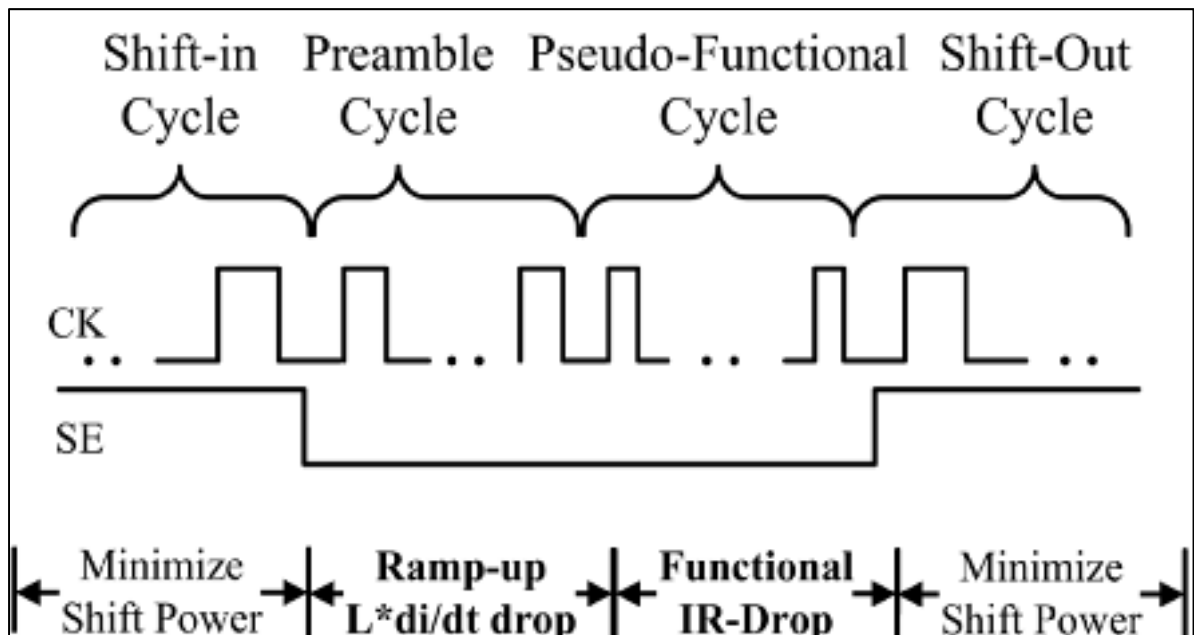 Shift-in Preamble Pseudo-Functional Shift-Out
Cycle Cycle Cycle Cycle
CK
SE
Minimize Ramp-up Functional Minimize
Shift Power L*di/dt drop IR-Drop Shift Power